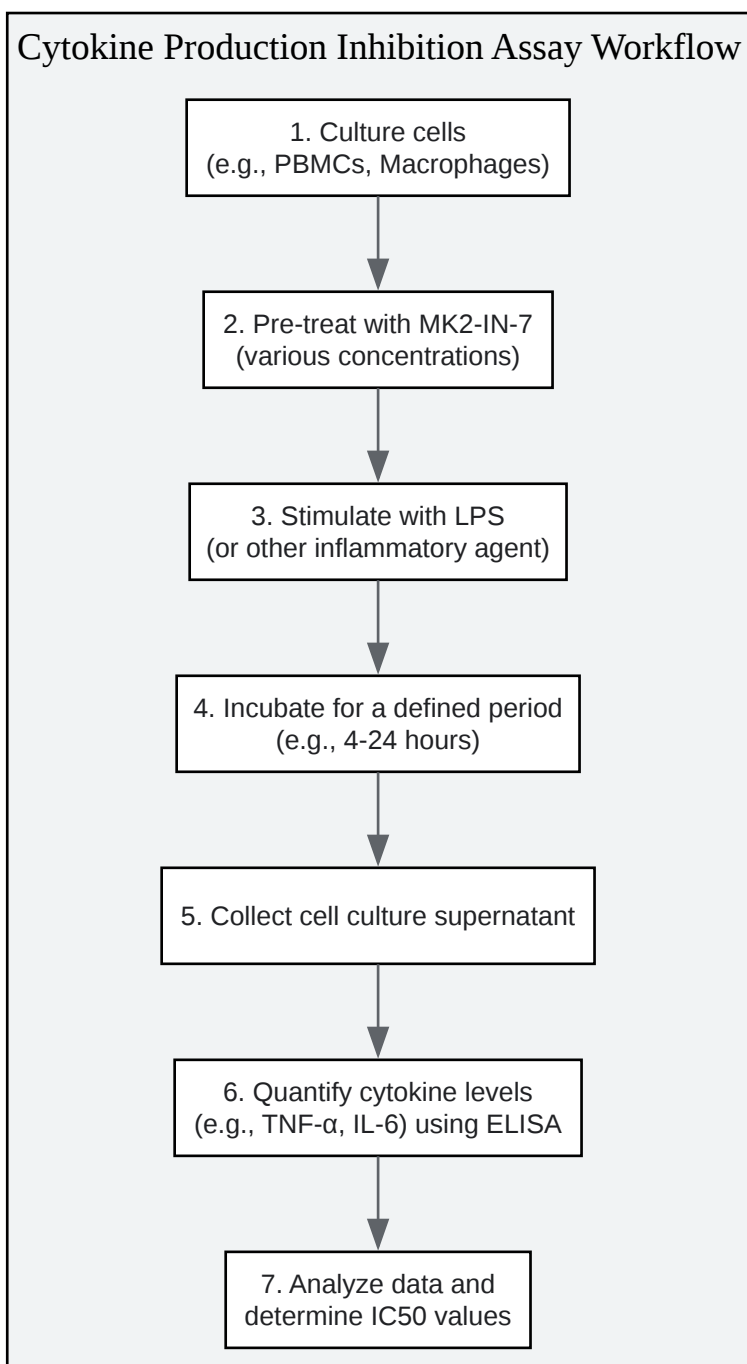 Cytokine Production Inhibition Assay Workflow
1. Culture cells
(e.g., PBMCs, Macrophages)
2. Pre-treat with MK2-IN-7
(various concentrations)
3. Stimulate with LPS
(or other inflammatory agent)
4. Incubate for a defined period
(e.g., 4-24 hours)
5. Collect cell culture supernatant
6. Quantify cytokine levels
(e.g., TNF-α, IL-6) using ELISA
7. Analyze data and
determine IC50 values